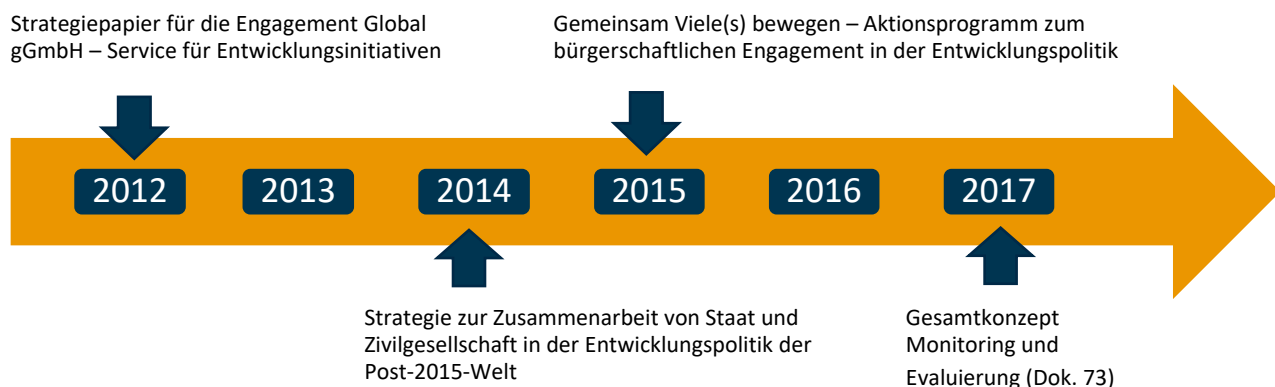 Strategiepapier für die Engagement Global
gGmbH – Service für Entwicklungsinitiativen
Gemeinsam Viele(s) bewegen – Aktionsprogramm zum
bürgerschaftlichen Engagement in der Entwicklungspolitik
2012
2013
2014
2015
2016
2017
Strategie zur Zusammenarbeit von Staat und
Zivilgesellschaft in der Entwicklungspolitik der
Post-2015-Welt
Gesamtkonzept
Monitoring und
Evaluierung (Dok. 73)